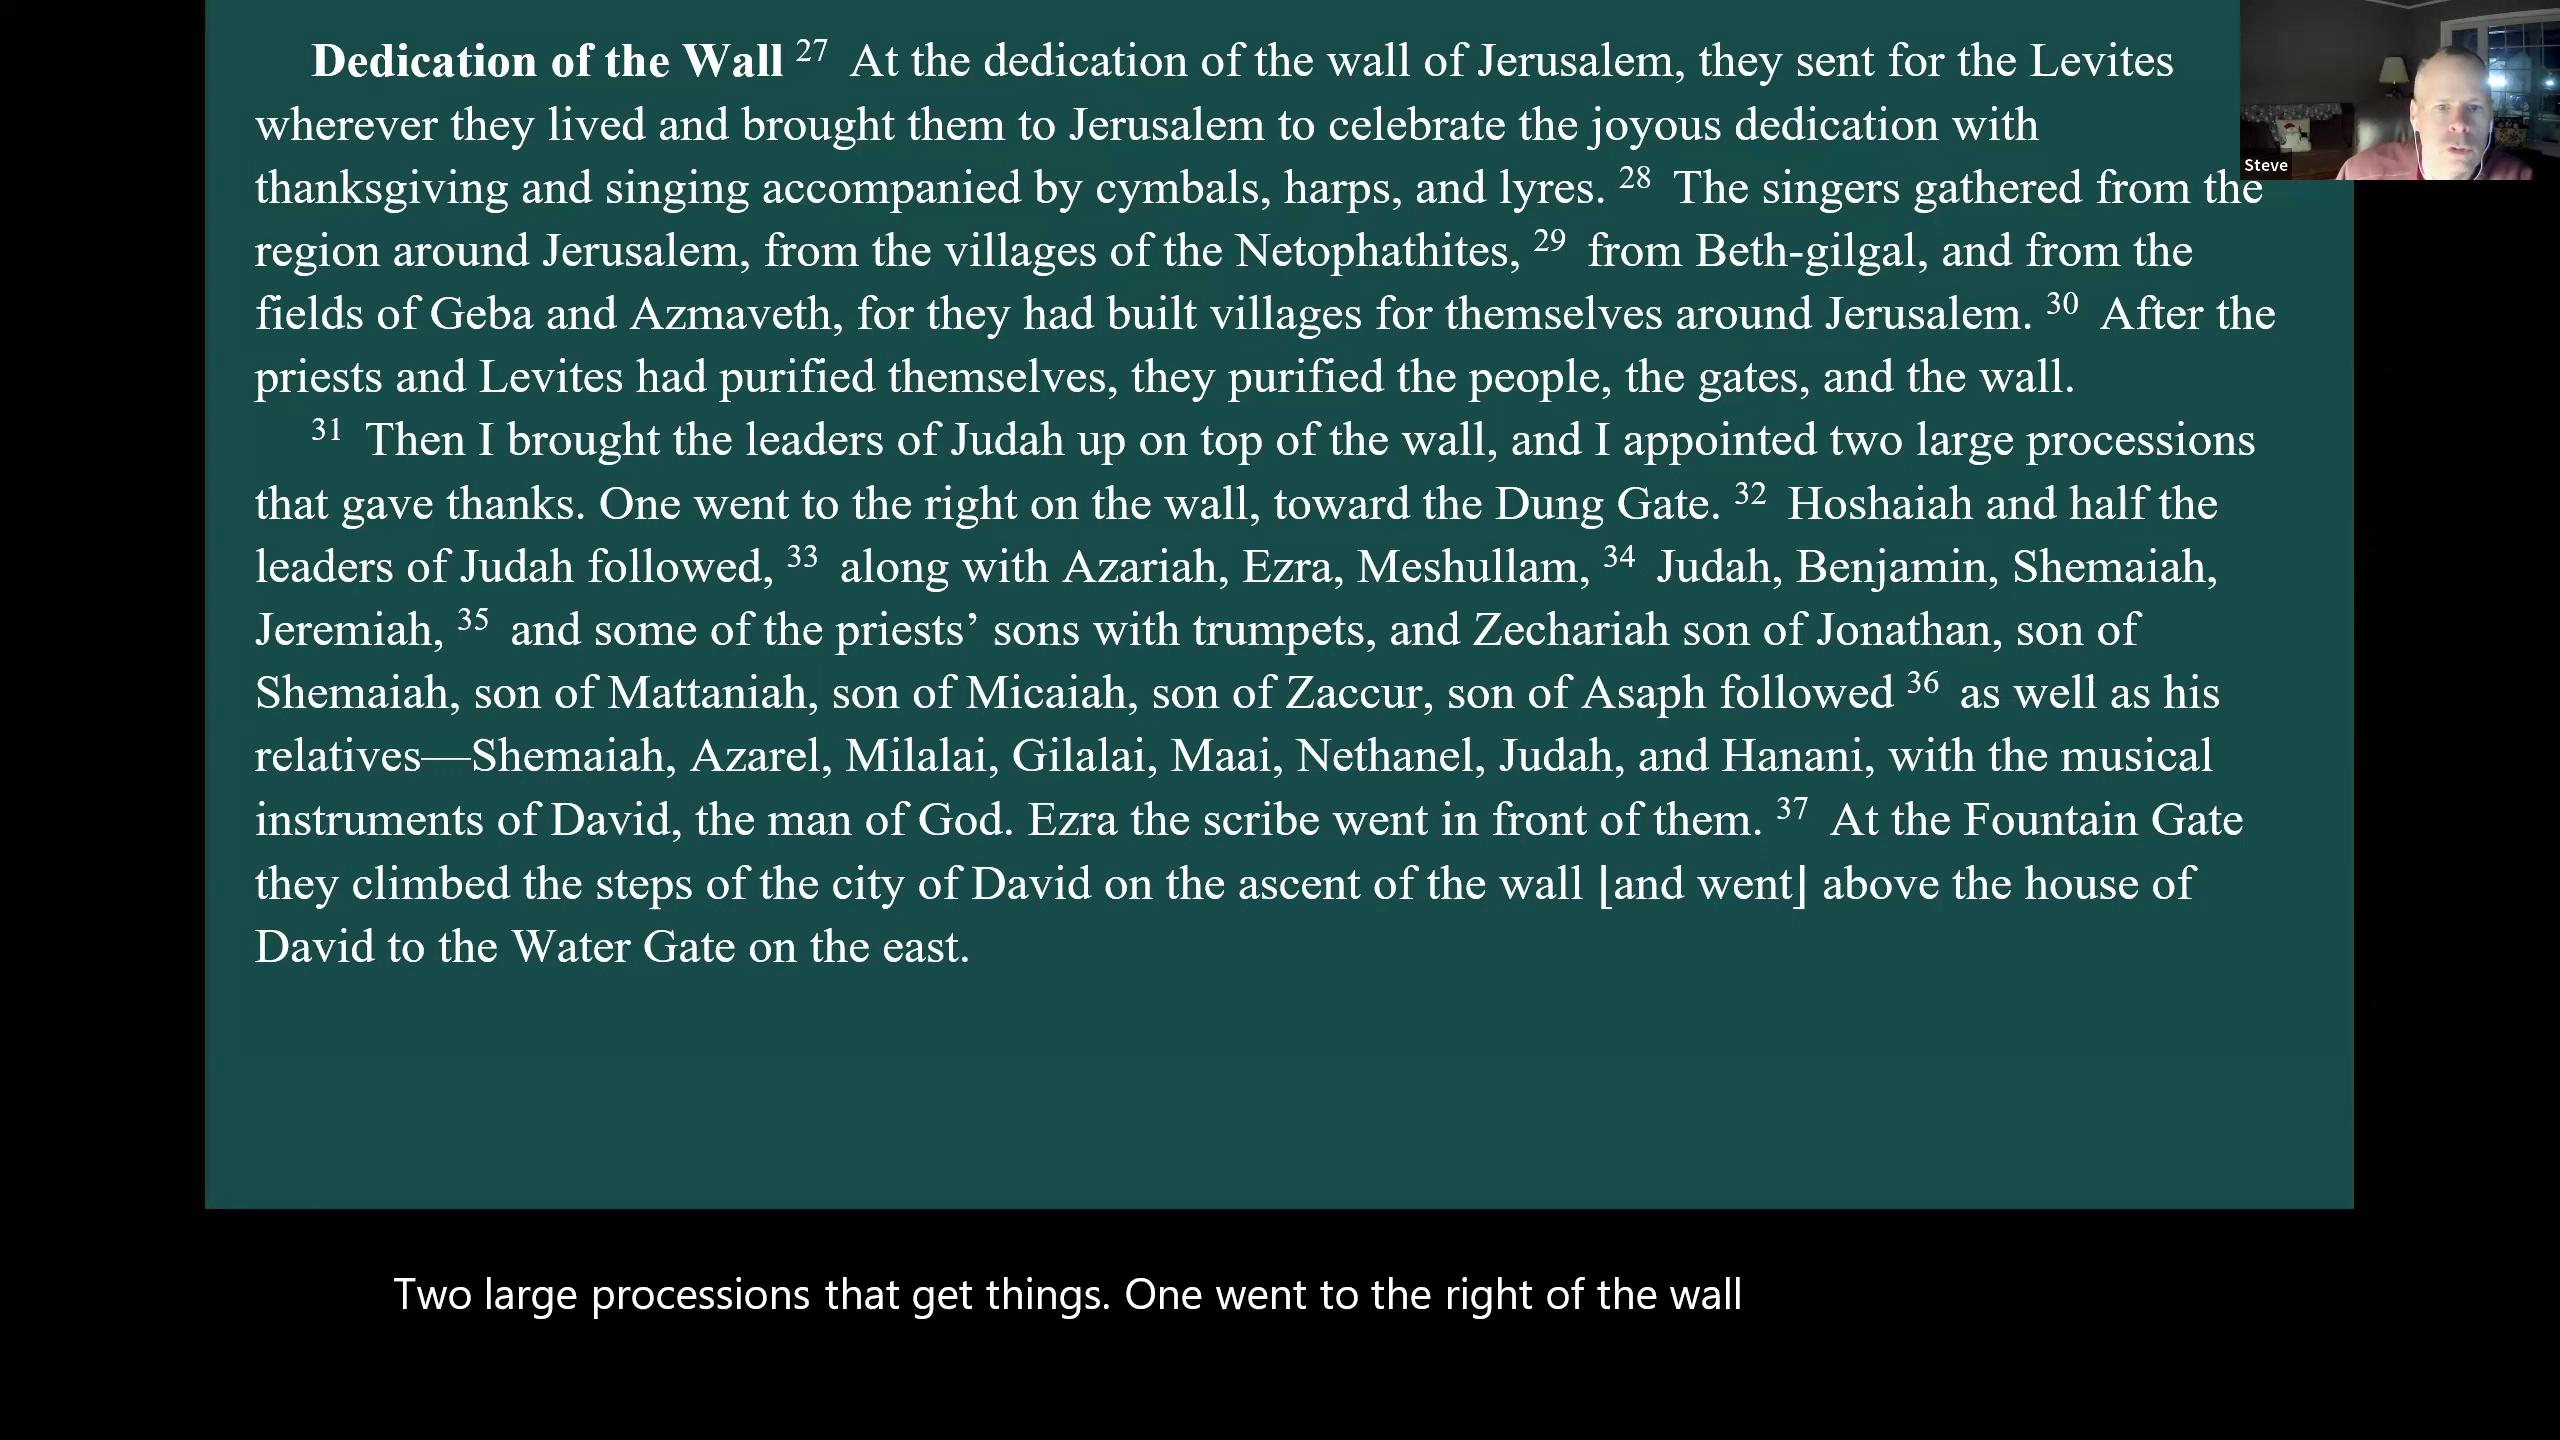 Dedication of the Wall 27 At the dedication of the wall of Jerusalem, they sent for the Levites
wherever they lived and brought them to Jerusalem to celebrate the joyous dedication with
thanksgiving and singing accompanied by cymbals, harps, and lyres. 28 The singers gathered from the
region around Jerusalem, from the villages of the Netophathites, 29 from Beth-gilgal, and from the
fields of Geba and Azmaveth, for they had built villages for themselves around Jerusalem. 30 After the
priests and Levites had purified themselves, they purified the people, the gates, and the wall.
31 Then I brought the leaders of Judah up on top of the wall, and I appointed two large processions
that gave thanks. One went to the right on the wall, toward the Dung Gate. 32 Hoshaiah and half the
leaders of Judah followed, 33 along with Azariah, Ezra, Meshullam, 34 Judah, Benjamin, Shemaiah,
Jeremiah, 35 and some of the priests’ sons with trumpets, and Zechariah son of Jonathan, son of
Shemaiah, son of Mattaniah, son of Micaiah, son of Zaccur, son of Asaph followed 36 as well as his
relatives—Shemaiah, Azarel, Milalai, Gilalai, Maai, Nethanel, Judah, and Hanani, with the musical
instruments of David, the man of God. Ezra the scribe went in front of them. 37 At the Fountain Gate
they climbed the steps of the city of David on the ascent of the wall ⌊and went⌋ above the house of
David to the Water Gate on the east.
Steve
Two large processions that get things. One went to the right of the wall